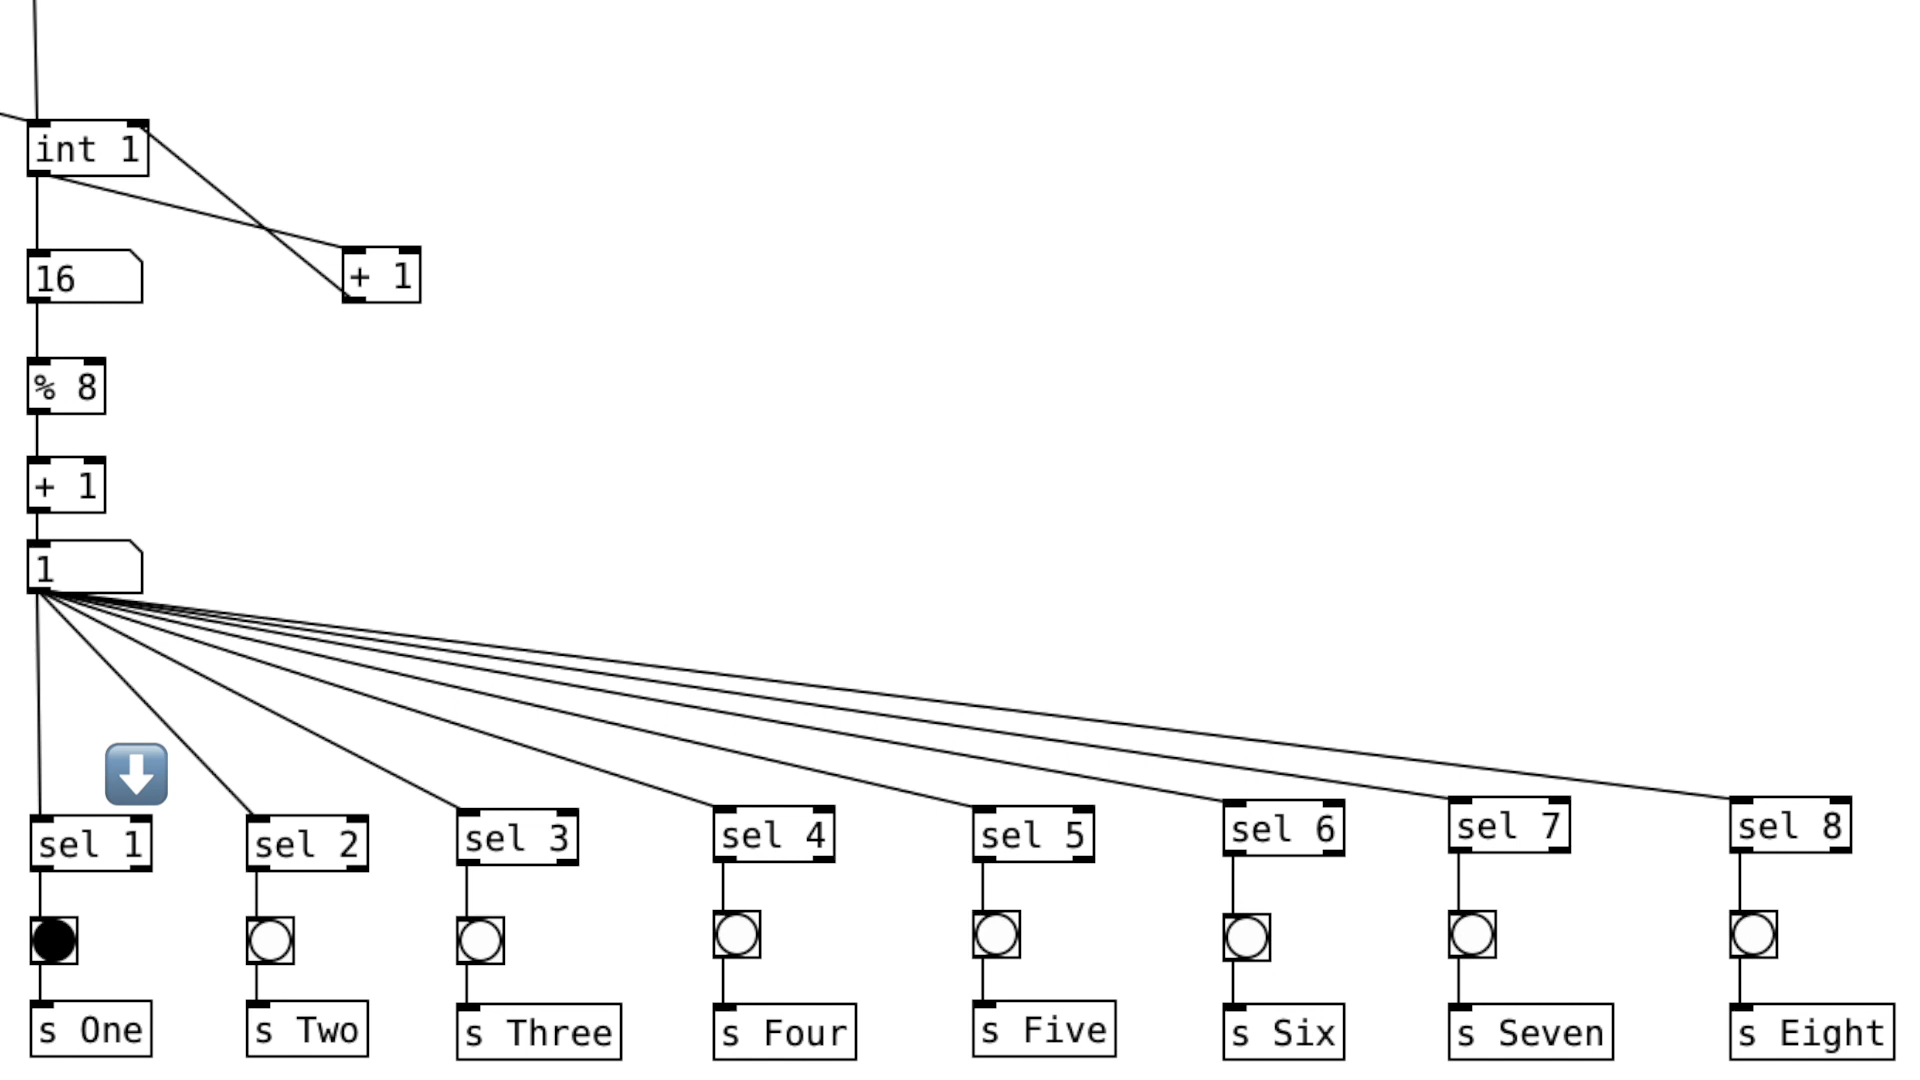 int 1
16
+ 1
% 8
+ 1
1
sel 1
sel 2
sel 3
sel 4
sel 5
sel 6
sel 7
sel 8
s One
s Two
s Three
s Four
s Five
s Six
s Seven
s Eight